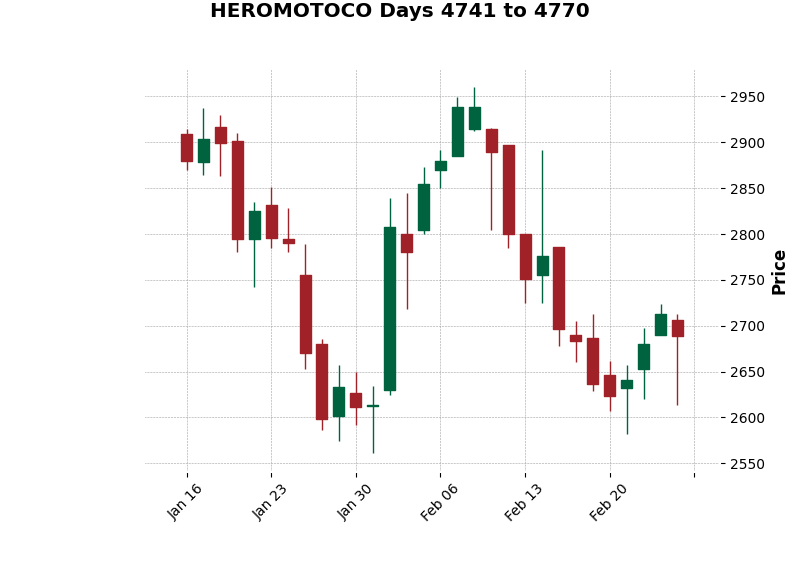 HEROMOTOCO Days 4741 to 4770
2950
2900
2850
2800
2750
2700
2650
2600
2550
Price
Jan 16
Jan 23
Jan 30
Feb 06
Feb 13
Feb 20